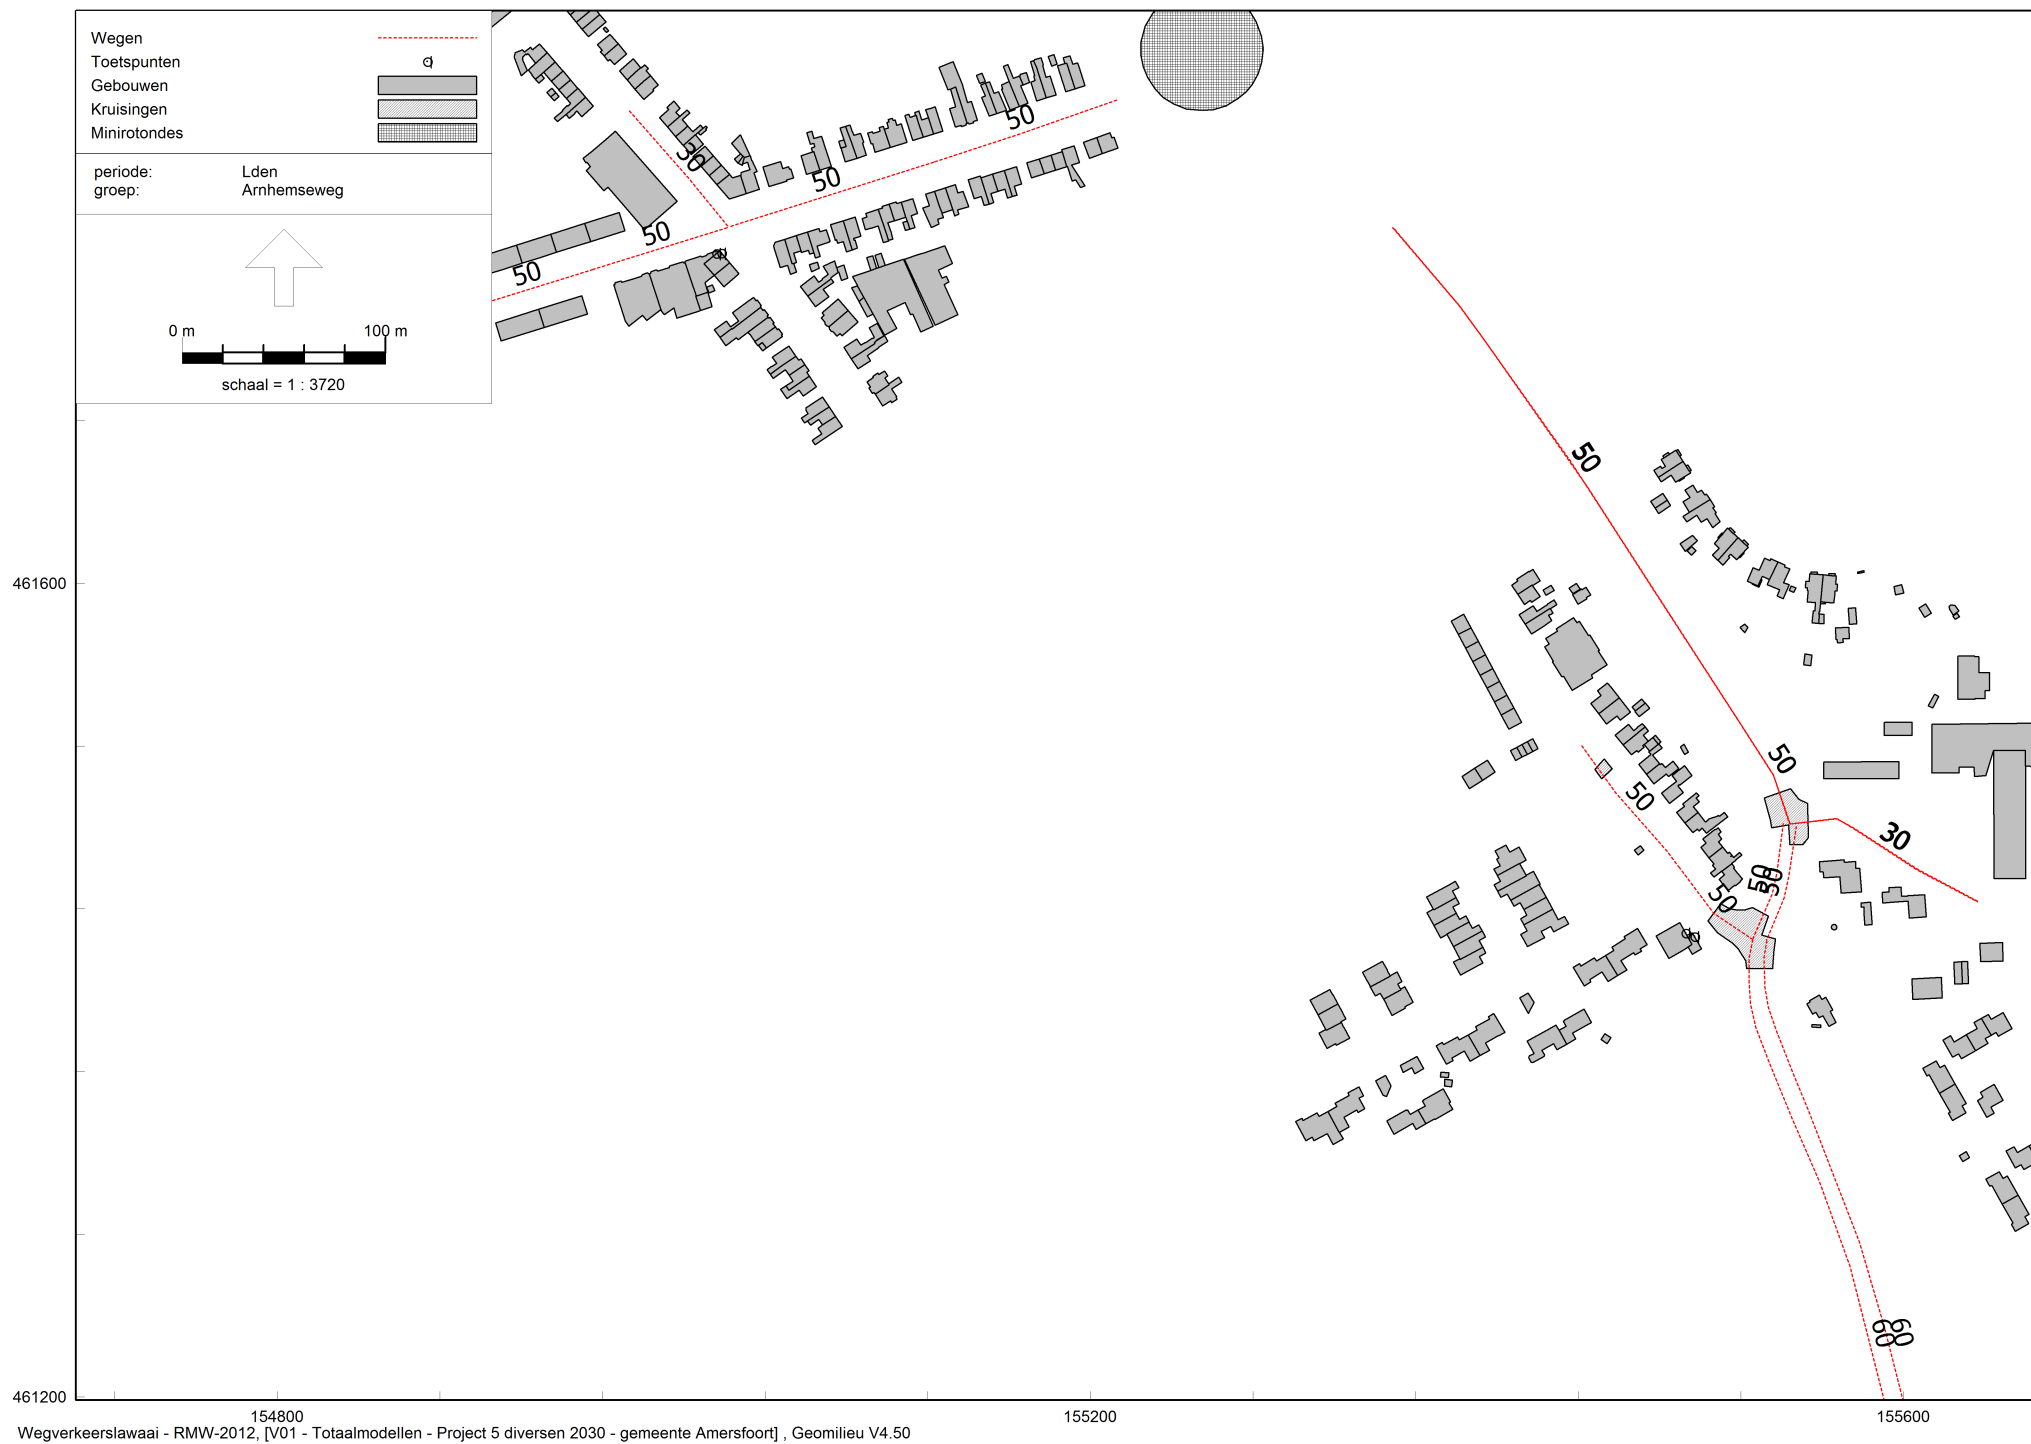 Wegen
Toetspunten
Gebouwen
Kruisingen
Minirotondes
periode: Lden
groep: Arnhemseweg
0 m 100 m
schaal = 1 : 3720
50
30
50
50
50
50
50
30
50
50
50
50
60
60
461600
461200
154800 155200 155600
Wegverkeerslawaai - RMW-2012, [V01 - Totaalmodellen - Project 5 diversen 2030 - gemeente Amersfoort] , Geomilieu V4.50